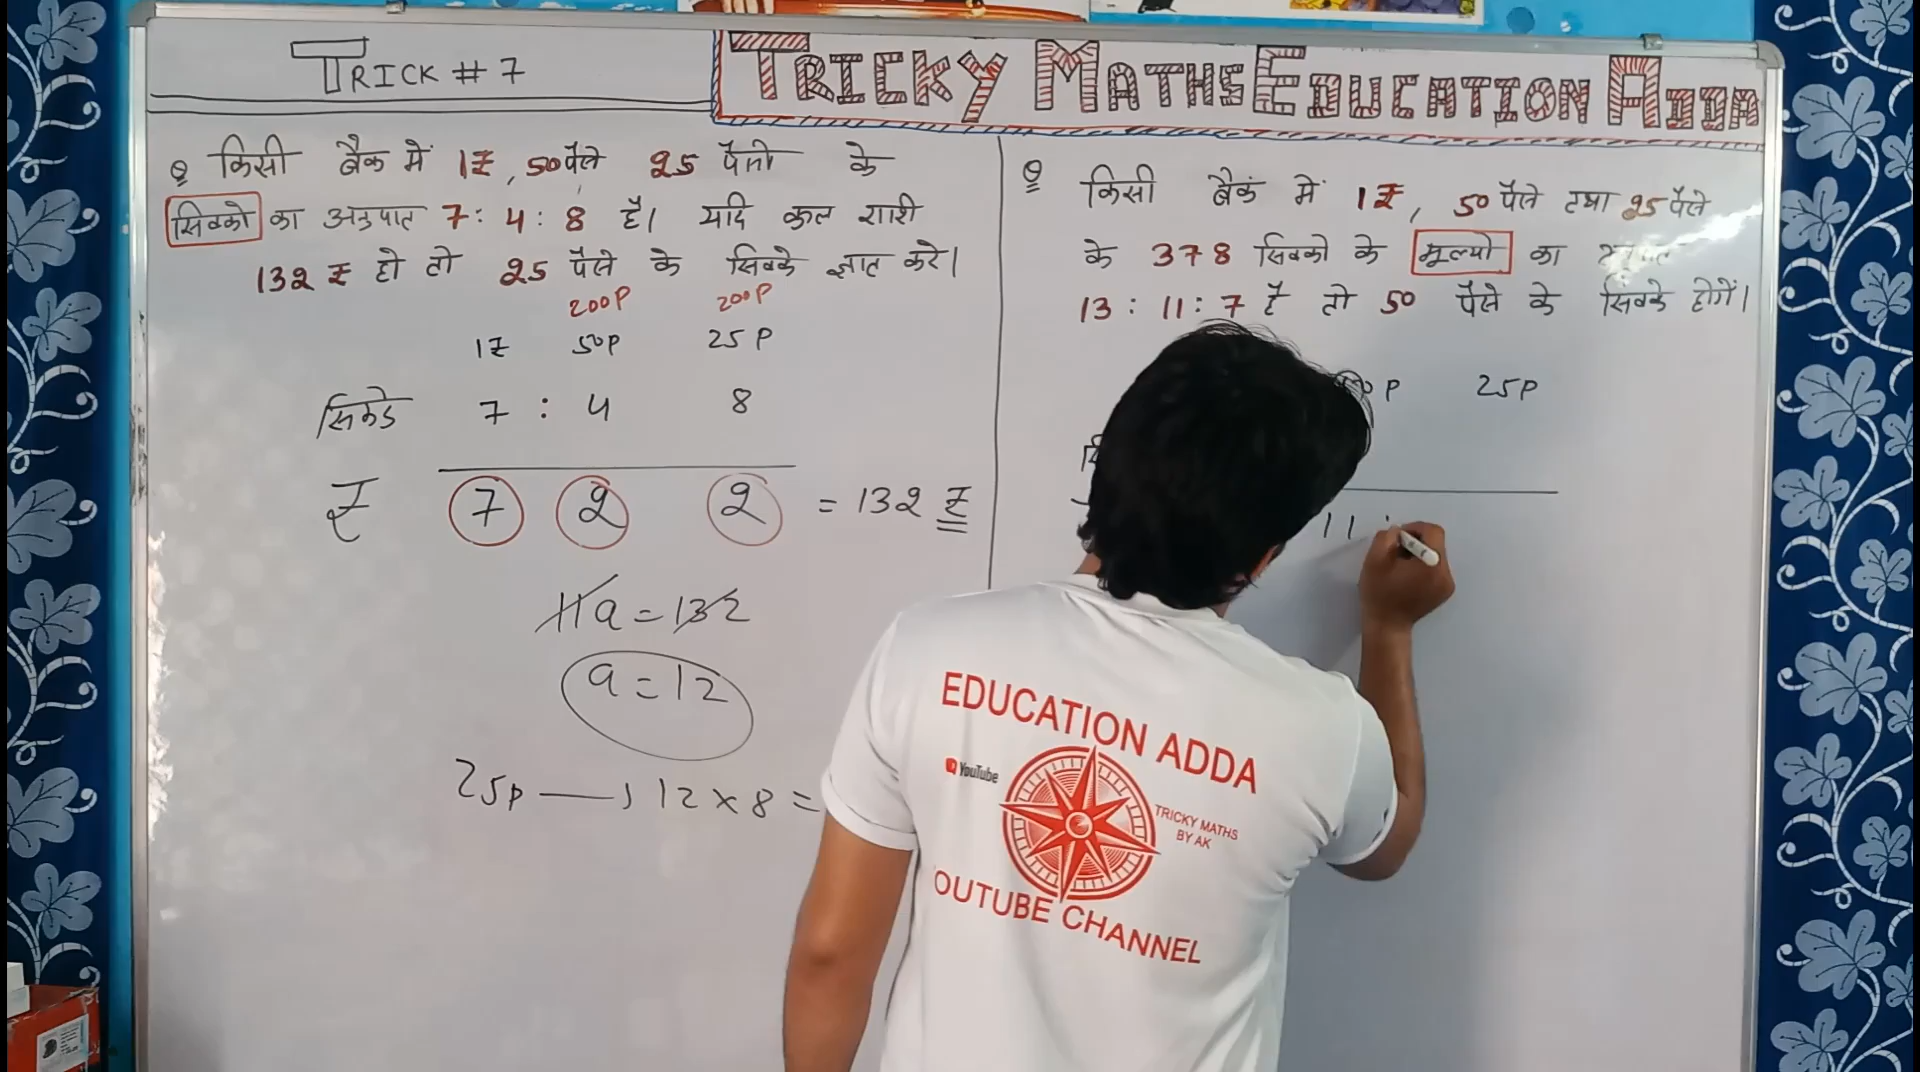 TRICK # 7
TRICKY MATHS EDUCATION ADDA
Q किसी बैंक में 1₹, 50 पैसे 25 पैसो के
सिक्को का अनुपात 7 : 4 : 8 है। यदि कुल राशी
132 ₹ हो तो 25 पैसे के सिक्के ज्ञात करे।
200P 200P
1₹ 50P 25P
सिक्के 7 : 4 8
₹ 7 2 2 = 132 ₹
11a = 132
a = 12
25P → 12 × 8 =
Q किसी बैकं में 1₹, 50 पैसे तथा 25 पैसे
के 378 सिक्को के मूल्यो का
13 : 11 : 7 है तो 50 पैसे के सिक्के होगें।
P 25P
11 :
EDUCATION ADDA
YouTube
TRICKY MATHS
BY AK
OUTUBE CHANNEL